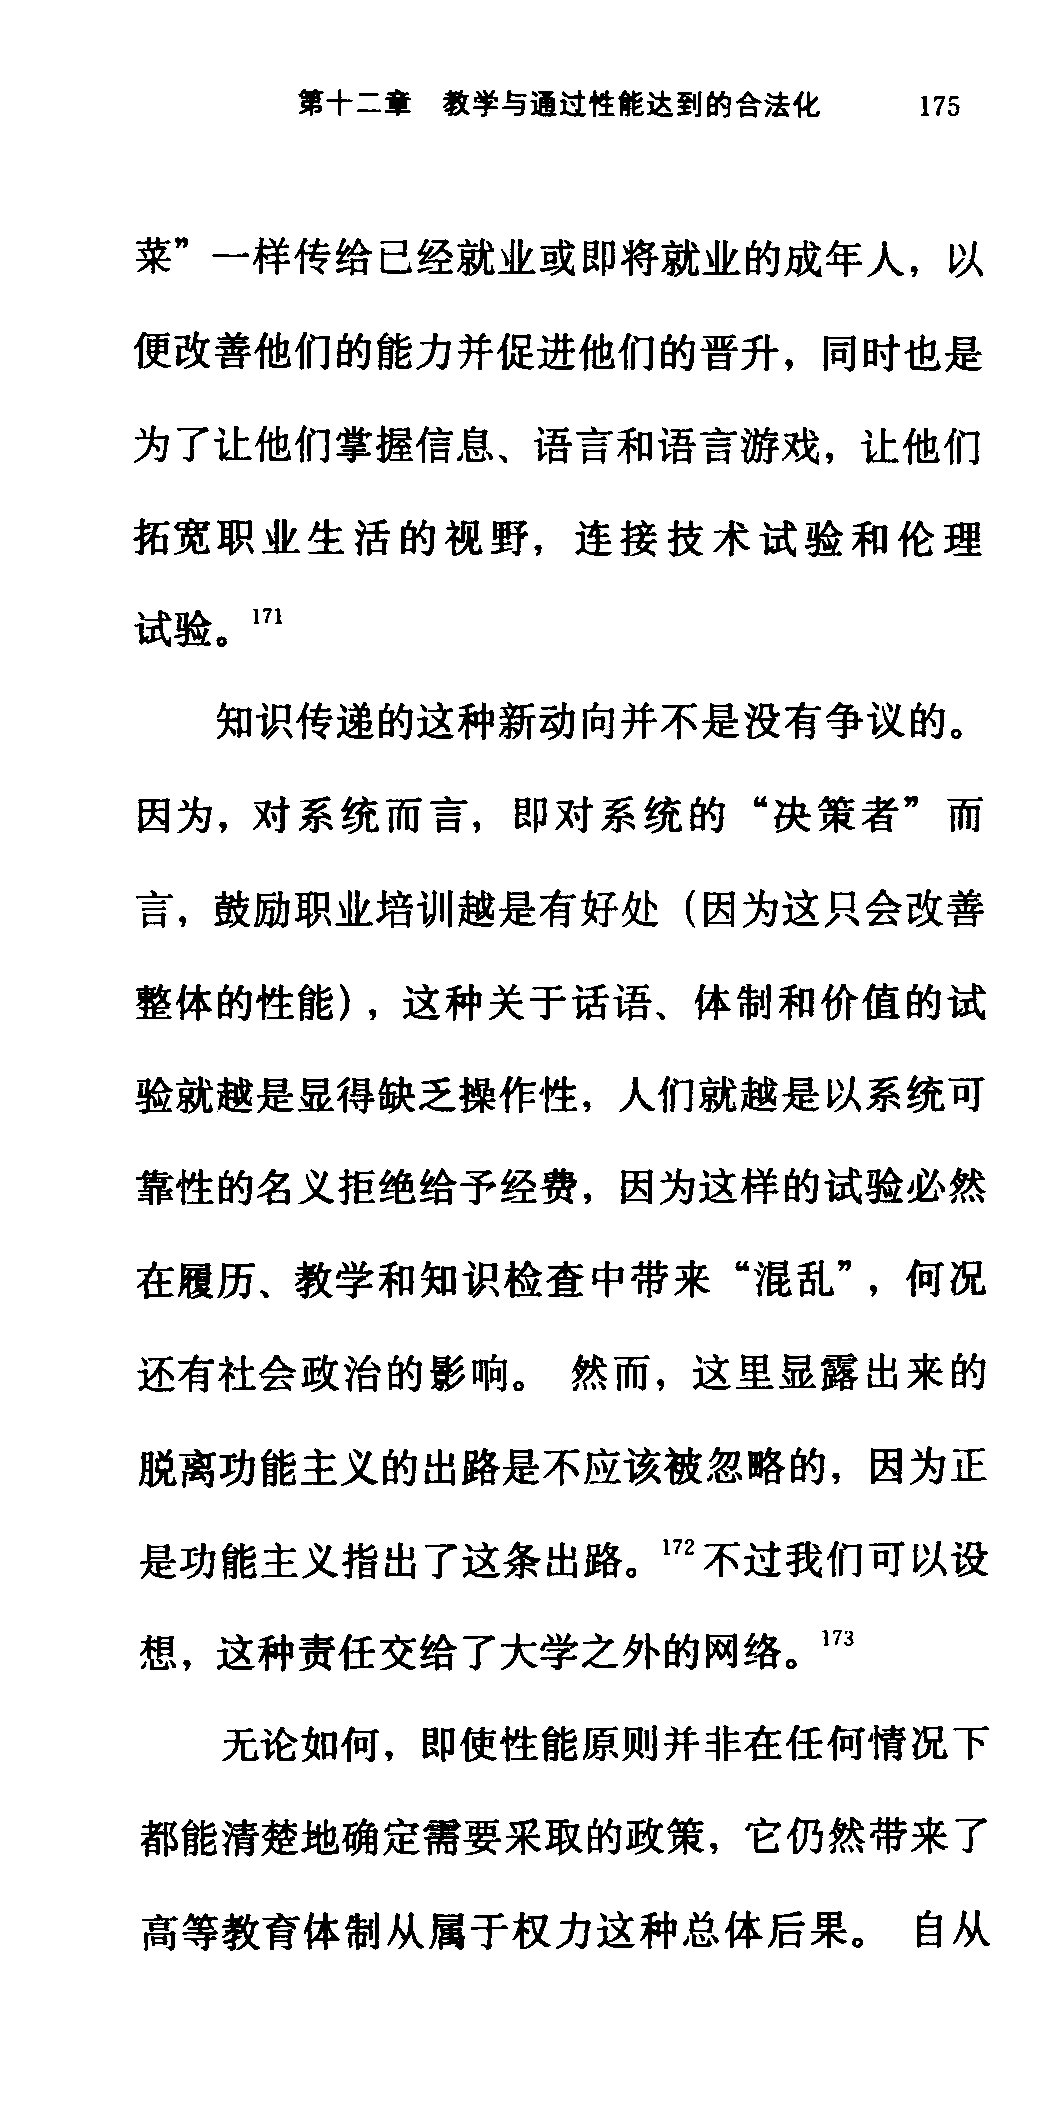 第十二章 教学与通过性能达到的合法化 175
菜”一样传给已经就业或即将就业的成年人，以
便改善他们的能力并促进他们的晋升，同时也是
为了让他们掌握信息、语言和语言游戏，让他们
拓宽职业生活的视野，连接技术试验和伦理
试验。171
知识传递的这种新动向并不是没有争议的。
因为，对系统而言，即对系统的“决策者”而
言，鼓励职业培训越是有好处（因为这只会改善
整体的性能），这种关于话语、体制和价值的试
验就越是显得缺乏操作性，人们就越是以系统可
靠性的名义拒绝给予经费，因为这样的试验必然
在履历、教学和知识检查中带来“混乱”，何况
还有社会政治的影响。 然而，这里显露出来的
脱离功能主义的出路是不应该被忽略的，因为正
是功能主义指出了这条出路。172不过我们可以设
想，这种责任交给了大学之外的网络。173
无论如何，即使性能原则并非在任何情况下
都能清楚地确定需要采取的政策，它仍然带来了
高等教育体制从属于权力这种总体后果。 自从